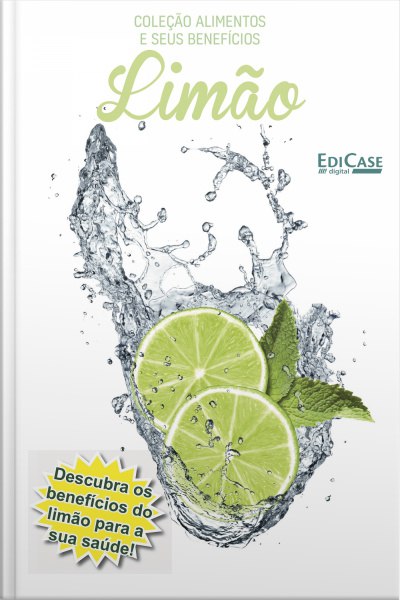 COLEÇÃO ALIMENTOS
E SEUS BENEFÍCIOS
Limão
EDICASE
digital
Descubra os
benefícios do
limão para a
sua saúde!